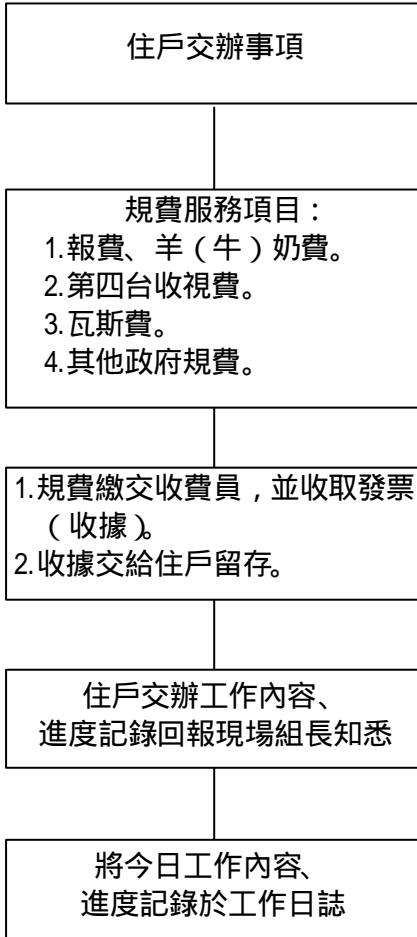 住戶交辦事項
規費服務項目：
1.報費、羊（牛）奶費。
2.第四台收視費。
3.瓦斯費。
4.其他政府規費。
1.規費繳交收費員，並收取發票
（收據）。
2.收據交給住戶留存。
住戶交辦工作內容、
進度記錄回報現場組長知悉
將今日工作內容、
進度記錄於工作日誌